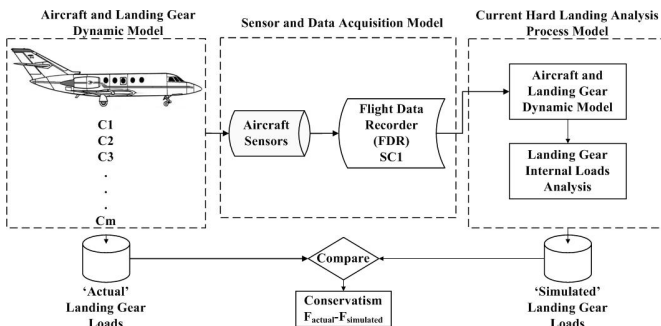 Aircraft and Landing Gear
Dynamic Model
C1
C2
C3
.
.
.
Cm
'Actual'
Landing Gear
Loads
Sensor and Data Acquisition Model
Aircraft
Sensors
Flight Data
Recorder
(FDR)
SC1
Current Hard Landing Analysis
Process Model
Aircraft and
Landing Gear
Dynamic Model
Landing Gear
Internal Loads
Analysis
Compare
Conservatism
Factual-Fsimulated
'Simulated'
Landing Gear
Loads